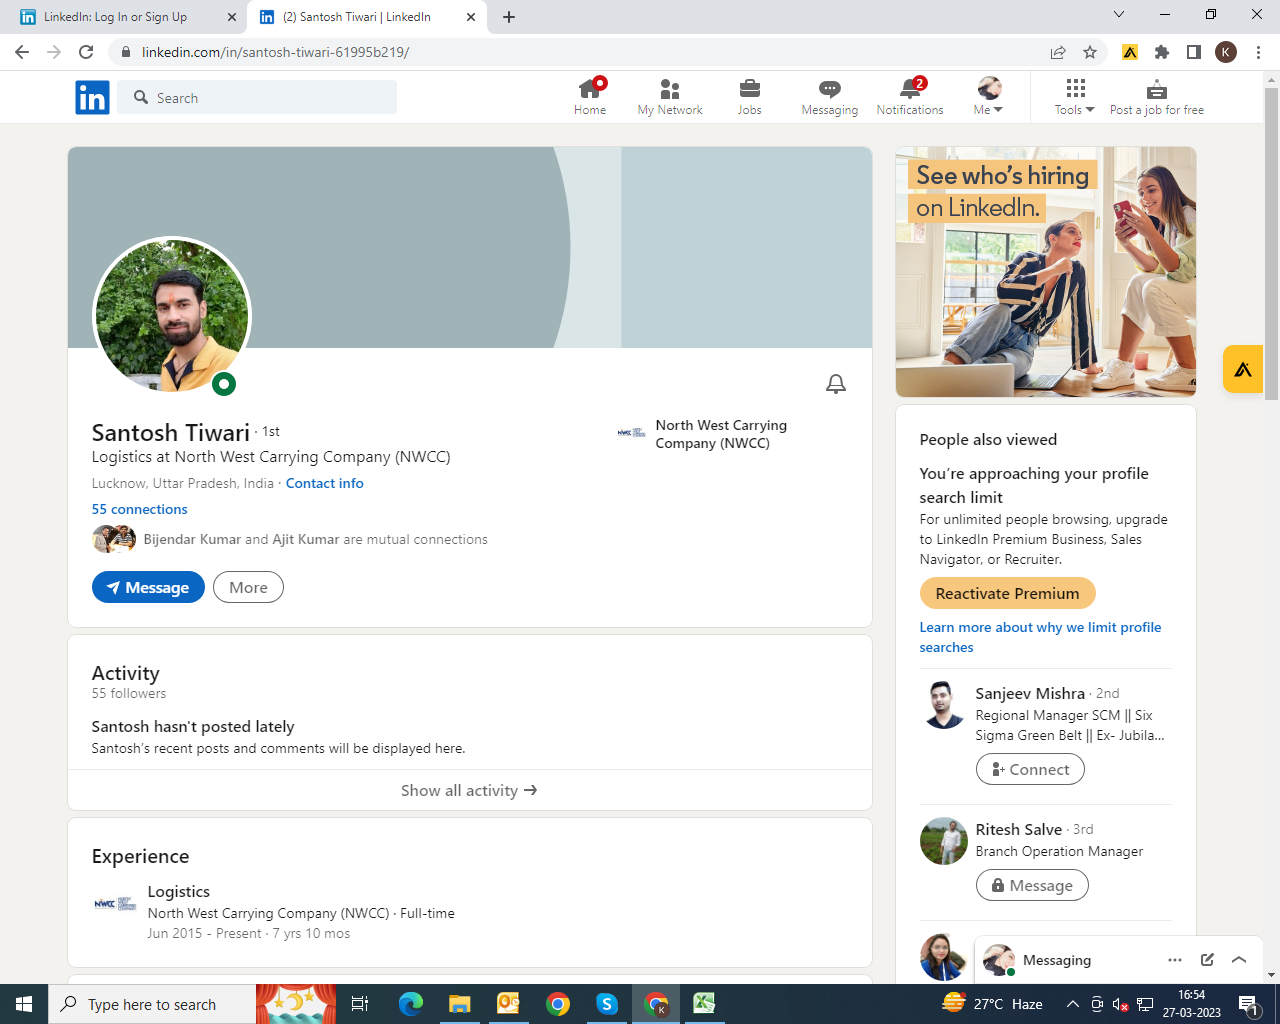 LinkedIn: Log In or Sign Up
(2) Santosh Tiwari | LinkedIn
linkedin.com/in/santosh-tiwari-61995b219/
K
in
Search
Home
My Network
Jobs
Messaging
2
Notifications
Me
Tools
Post a job for free
See who's hiring
on LinkedIn.
Santosh Tiwari · 1st
Logistics at North West Carrying Company (NWCC)
Lucknow, Uttar Pradesh, India · Contact info
55 connections
Bijendar Kumar and Ajit Kumar are mutual connections
Message
More
NWCC
North West Carrying
Company (NWCC)
Activity
55 followers
Santosh hasn't posted lately
Santosh's recent posts and comments will be displayed here.
Show all activity →
Experience
NWCC
Logistics
North West Carrying Company (NWCC) · Full-time
Jun 2015 - Present · 7 yrs 10 mos
People also viewed
You're approaching your profile
search limit
For unlimited people browsing, upgrade
to LinkedIn Premium Business, Sales
Navigator, or Recruiter.
Reactivate Premium
Learn more about why we limit profile
searches
Sanjeev Mishra · 2nd
Regional Manager SCM || Six
Sigma Green Belt || Ex- Jubila...
Connect
Ritesh Salve · 3rd
Branch Operation Manager
Message
Messaging
Type here to search
K
27°C Haze
16:54
27-03-2023
1